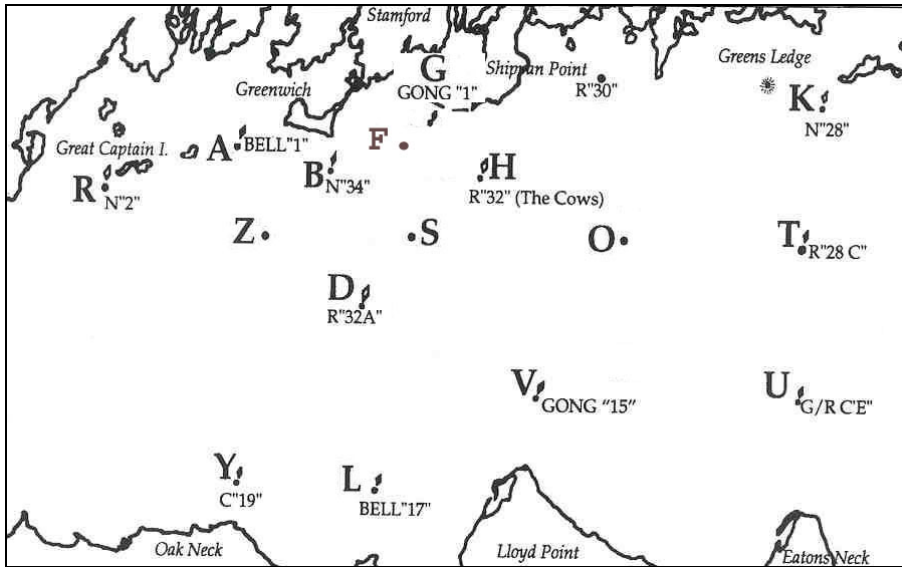 Stamford
G
GONG "1"
Shippan Point
R"30"
Greens Ledge
K
N"28"
Greenwich
F
A
BELL"1"
Great Captain I.
R
N"2"
B
N"34"
H
R"32" (The Cows)
Z
S
O
T
R"28 C"
D
R"32A"
V
GONG "15"
U
G/R C"E"
Y
C"19"
L
BELL"17"
Oak Neck
Lloyd Point
Eatons Neck